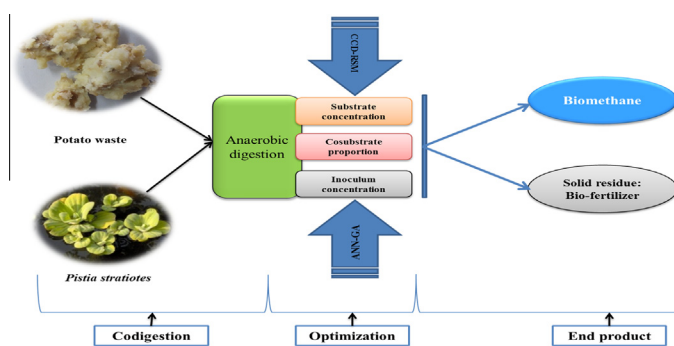 CCD-RSM
Potato waste
Anaerobic
digestion
Substrate
concentration
Cosubstrate
proportion
Inoculum
concentration
Biomethane
Solid residue:
Bio-fertilizer
Pistia stratiotes
ANN-GA
Codigestion
Optimization
End product